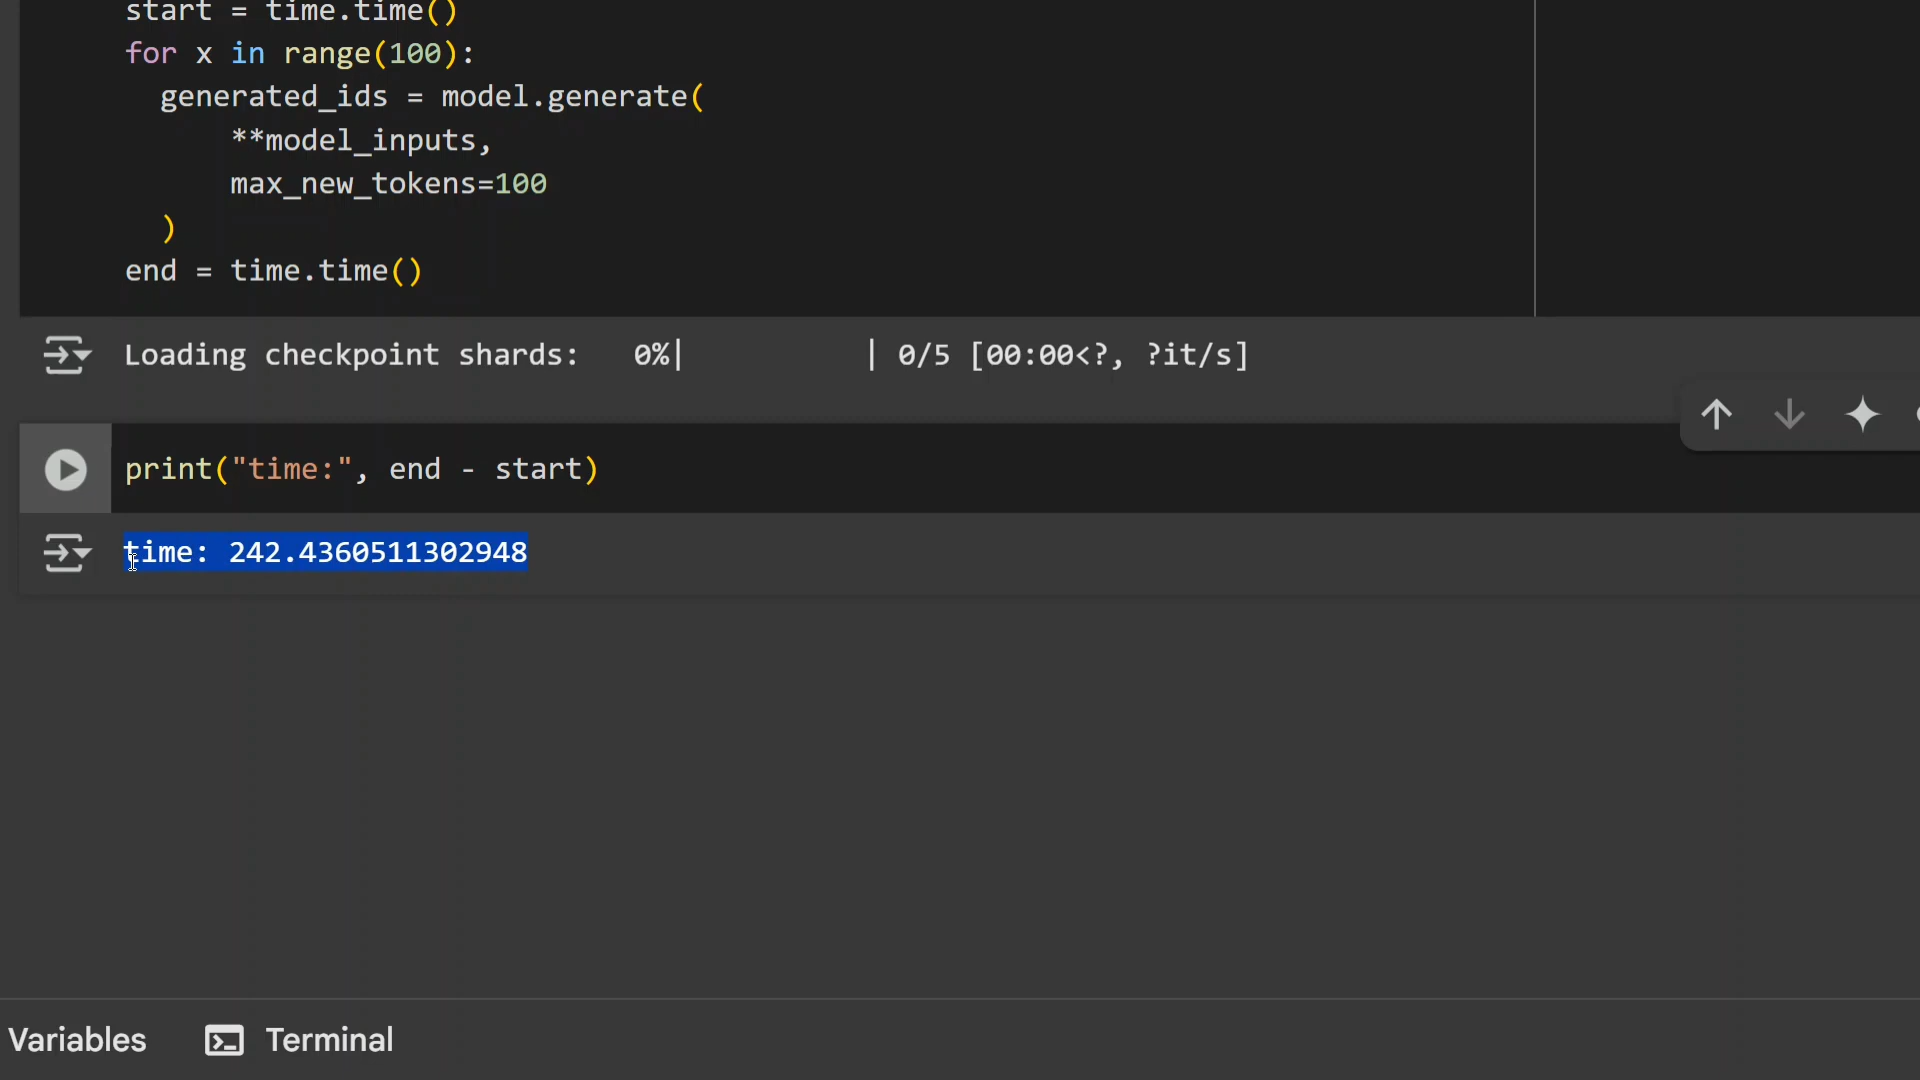 start = time.time()
for x in range(100):
  generated_ids = model.generate(
      **model_inputs,
      max_new_tokens=100
  )
end = time.time()
Loading checkpoint shards:   0%|          | 0/5 [00:00<?, ?it/s]
print("time:", end - start)
time: 242.4360511302948
Variables
Terminal